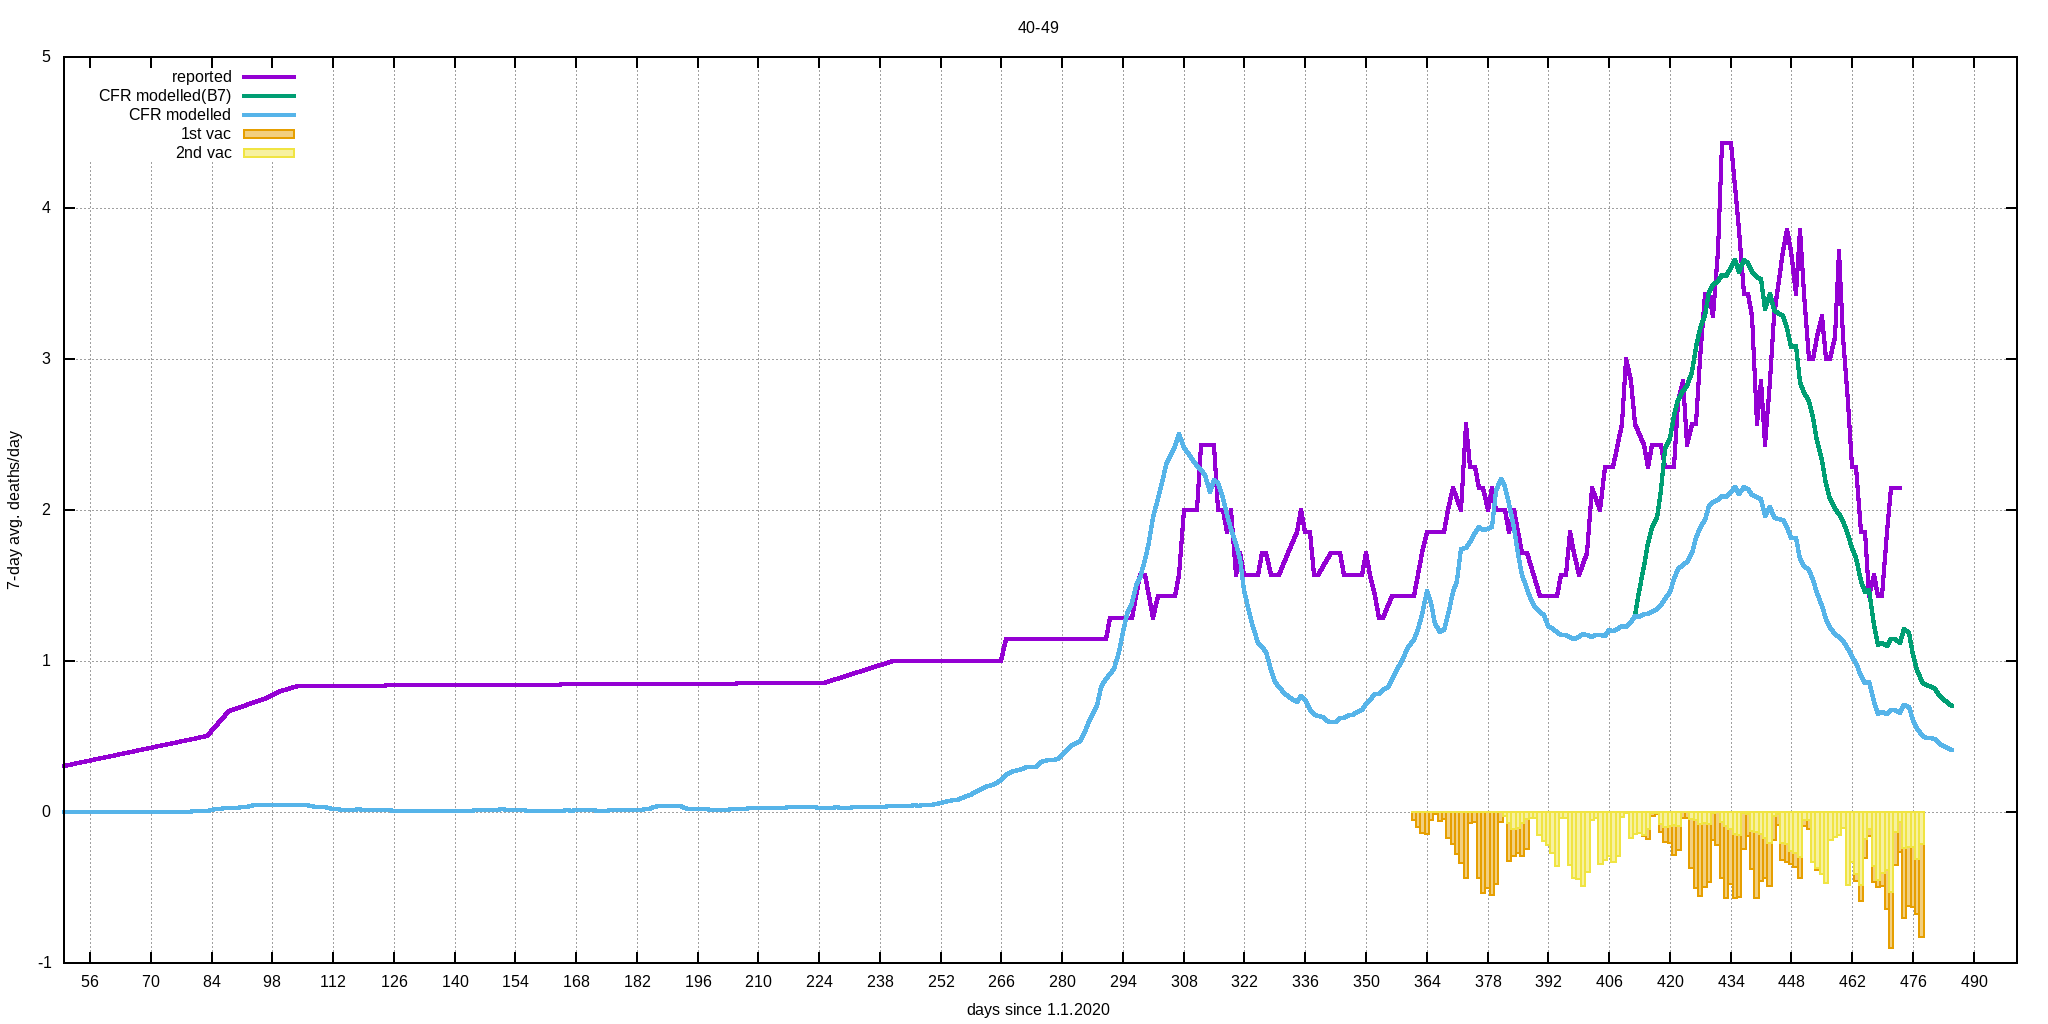 40-49
5
reported
CFR modelled(B7)
CFR modelled
1st vac
2nd vac
4
3
2
1
0
-1
7-day avg. deaths/day
56 70 84 98 112 126 140 154 168 182 196 210 224 238 252 266 280 294 308 322 336 350 364 378 392 406 420 434 448 462 476 490
days since 1.1.2020